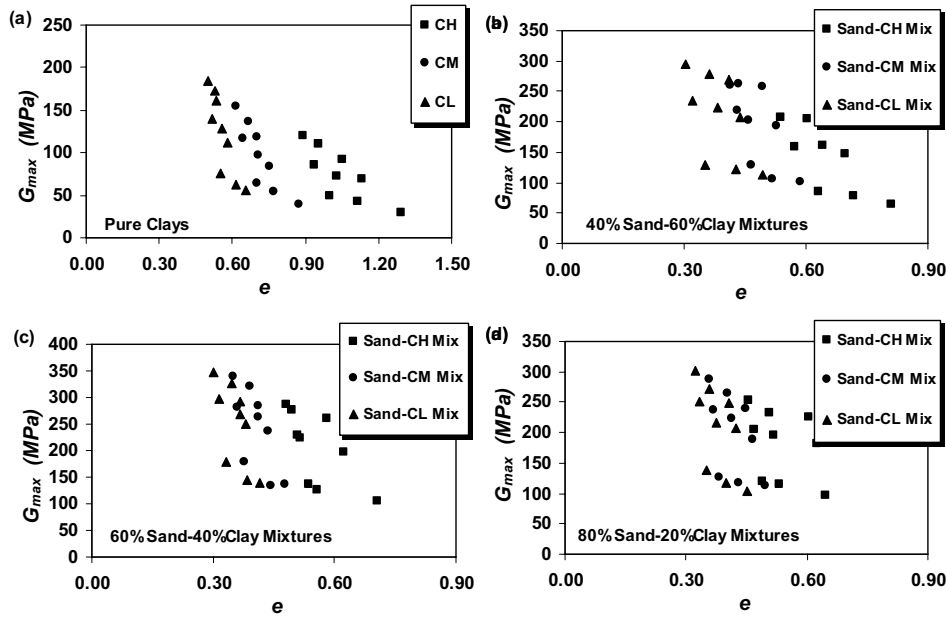 (a)
250
200
150
100
50
0
G_max (MPa)
CH
CM
CL
Pure Clays
0.00 0.30 0.60 0.90 1.20 1.50
e
(b)
350
300
250
200
150
100
50
0
G_max (MPa)
Sand-CH Mix
Sand-CM Mix
Sand-CL Mix
40% Sand-60%Clay Mixtures
0.00 0.30 0.60 0.90
e
(c)
400
350
300
250
200
150
100
50
0
G_max (MPa)
Sand-CH Mix
Sand-CM Mix
Sand-CL Mix
60% Sand-40%Clay Mixtures
0.00 0.30 0.60 0.90
e
(d)
350
300
250
200
150
100
50
0
G_max (MPa)
Sand-CH Mix
Sand-CM Mix
Sand-CL Mix
80% Sand-20%Clay Mixtures
0.00 0.30 0.60 0.90
e